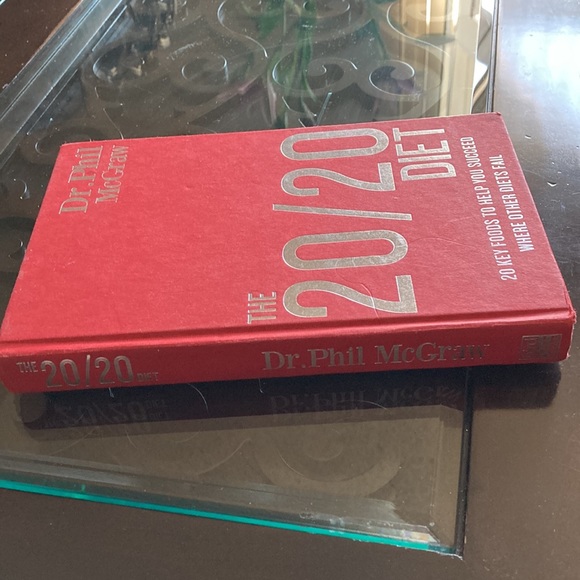 Dr. Phil
McGraw
THE
20/20
DIET
20 KEY FOODS TO HELP YOU SUCCEED
WHERE OTHER DIETS FAIL
THE 20/20 DIET
Dr. Phil McGraw